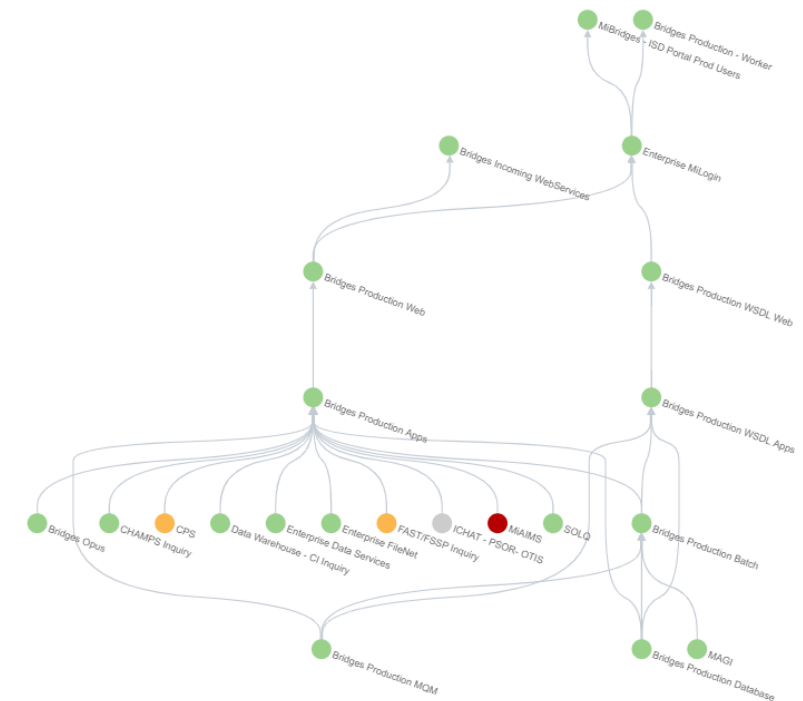 MiBridges - ISD Portal Prod Users
Bridges Production - Worker
Bridges Incoming WebServices
Enterprise MiLogin
Bridges Production Web
Bridges Production WSDL Web
Bridges Production Apps
Bridges Production WSDL Apps
Bridges Opus
CHAMPS Inquiry
CPS
Data Warehouse - CI Inquiry
Enterprise Data Services
Enterprise FileNet
FAST/FSSP Inquiry
ICHAT - PSOR- OTIS
MiAIMS
SOLQ
Bridges Production Batch
Bridges Production MQM
Bridges Production Database
MAGI